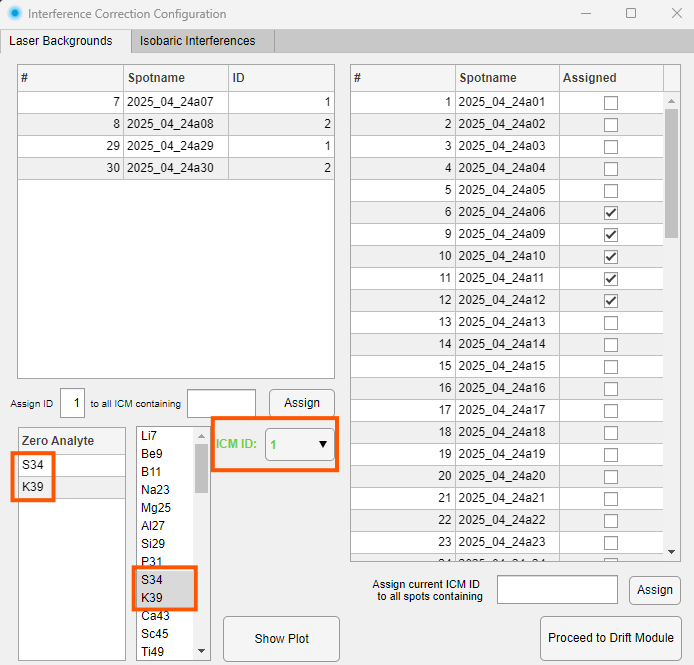 Interference Correction Configuration
Laser Backgrounds Isobaric Interferences
# Spotname ID
7 2025_04_24a07 1
8 2025_04_24a08 2
29 2025_04_24a29 1
30 2025_04_24a30 2
# Spotname Assigned
1 2025_04_24a01
2 2025_04_24a02
3 2025_04_24a03
4 2025_04_24a04
5 2025_04_24a05
6 2025_04_24a06
9 2025_04_24a09
10 2025_04_24a10
11 2025_04_24a11
12 2025_04_24a12
13 2025_04_24a13
14 2025_04_24a14
15 2025_04_24a15
16 2025_04_24a16
17 2025_04_24a17
18 2025_04_24a18
19 2025_04_24a19
20 2025_04_24a20
21 2025_04_24a21
22 2025_04_24a22
23 2025_04_24a23
Assign ID 1 to all ICM containing Assign
Zero Analyte
S34
K39
Li7
Be9
B11
Na23
Mg25
Al27
Si29
P31
S34
K39
Ca43
Sc45
Ti49
ICM ID: 1
Show Plot
Assign current ICM ID
to all spots containing
Assign
Proceed to Drift Module